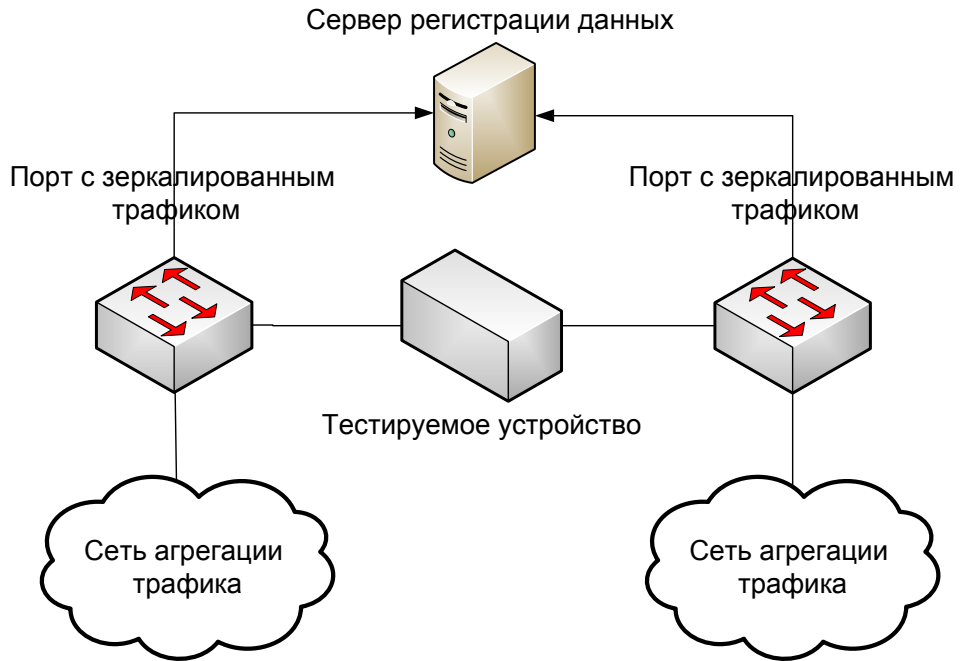 Сервер регистрации данных
Порт с зеркалированным
трафиком
Порт с зеркалированным
трафиком
Тестируемое устройство
Сеть агрегации
трафика
Сеть агрегации
трафика